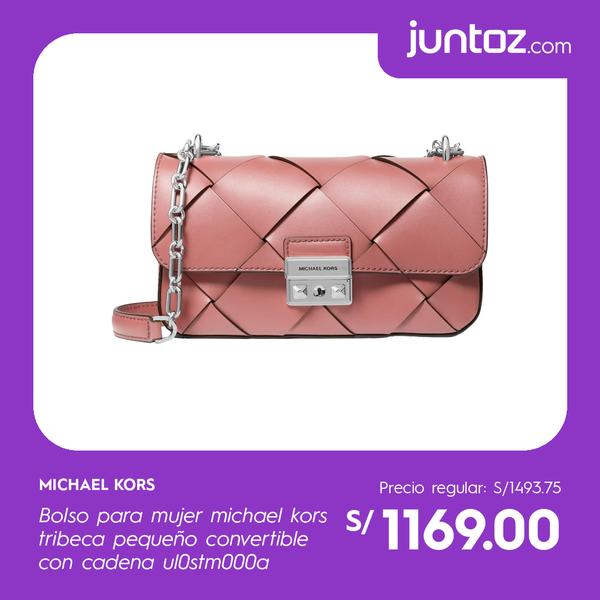 juntoz.com
MICHAEL KORS
MICHAEL KORS
Precio regular: S/1493.75
Bolso para mujer michael kors
tribeca pequeño convertible
con cadena ul0stm000a
S/ 1169.00